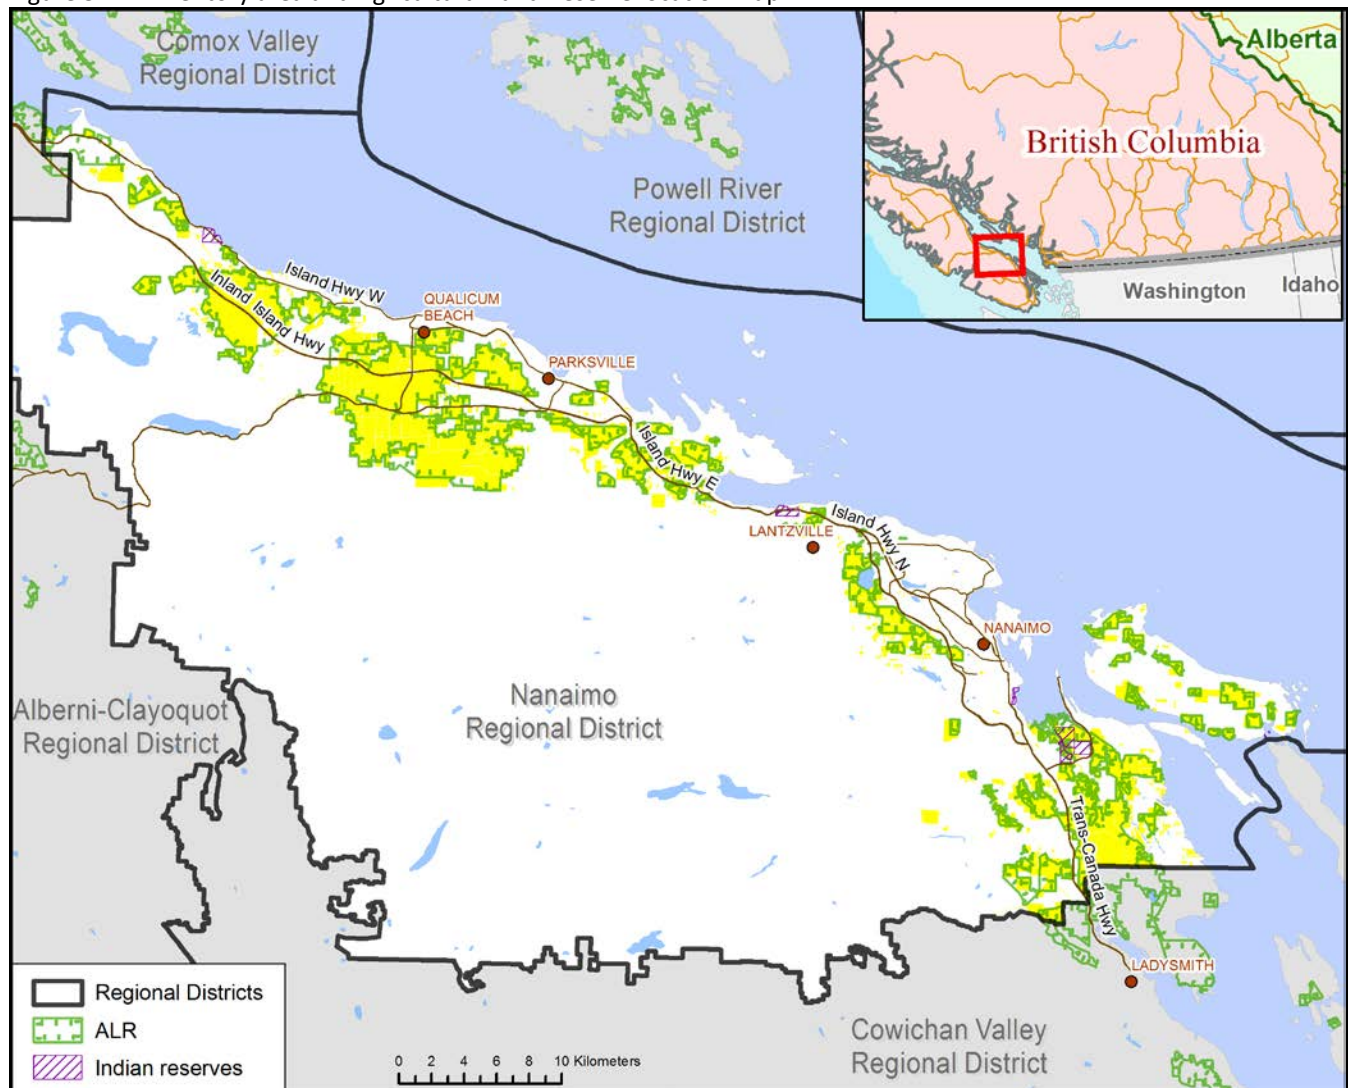 Comox Valley
Regional District
Alberta
British Columbia
Powell River
Regional District
Washington
Idaho
Island Hwy W
Inland Island Hwy
QUALICUM
BEACH
PARKSVILLE
Island Hwy E
Island Hwy N
LANTZVILLE
NANAIMO
Nanaimo
Regional District
Alberni-Clayoquot
Regional District
Trans-Canada Hwy
LADYSMITH
Cowichan Valley
Regional District
Regional Districts
ALR
Indian reserves
0 2 4 6 8 10 Kilometers